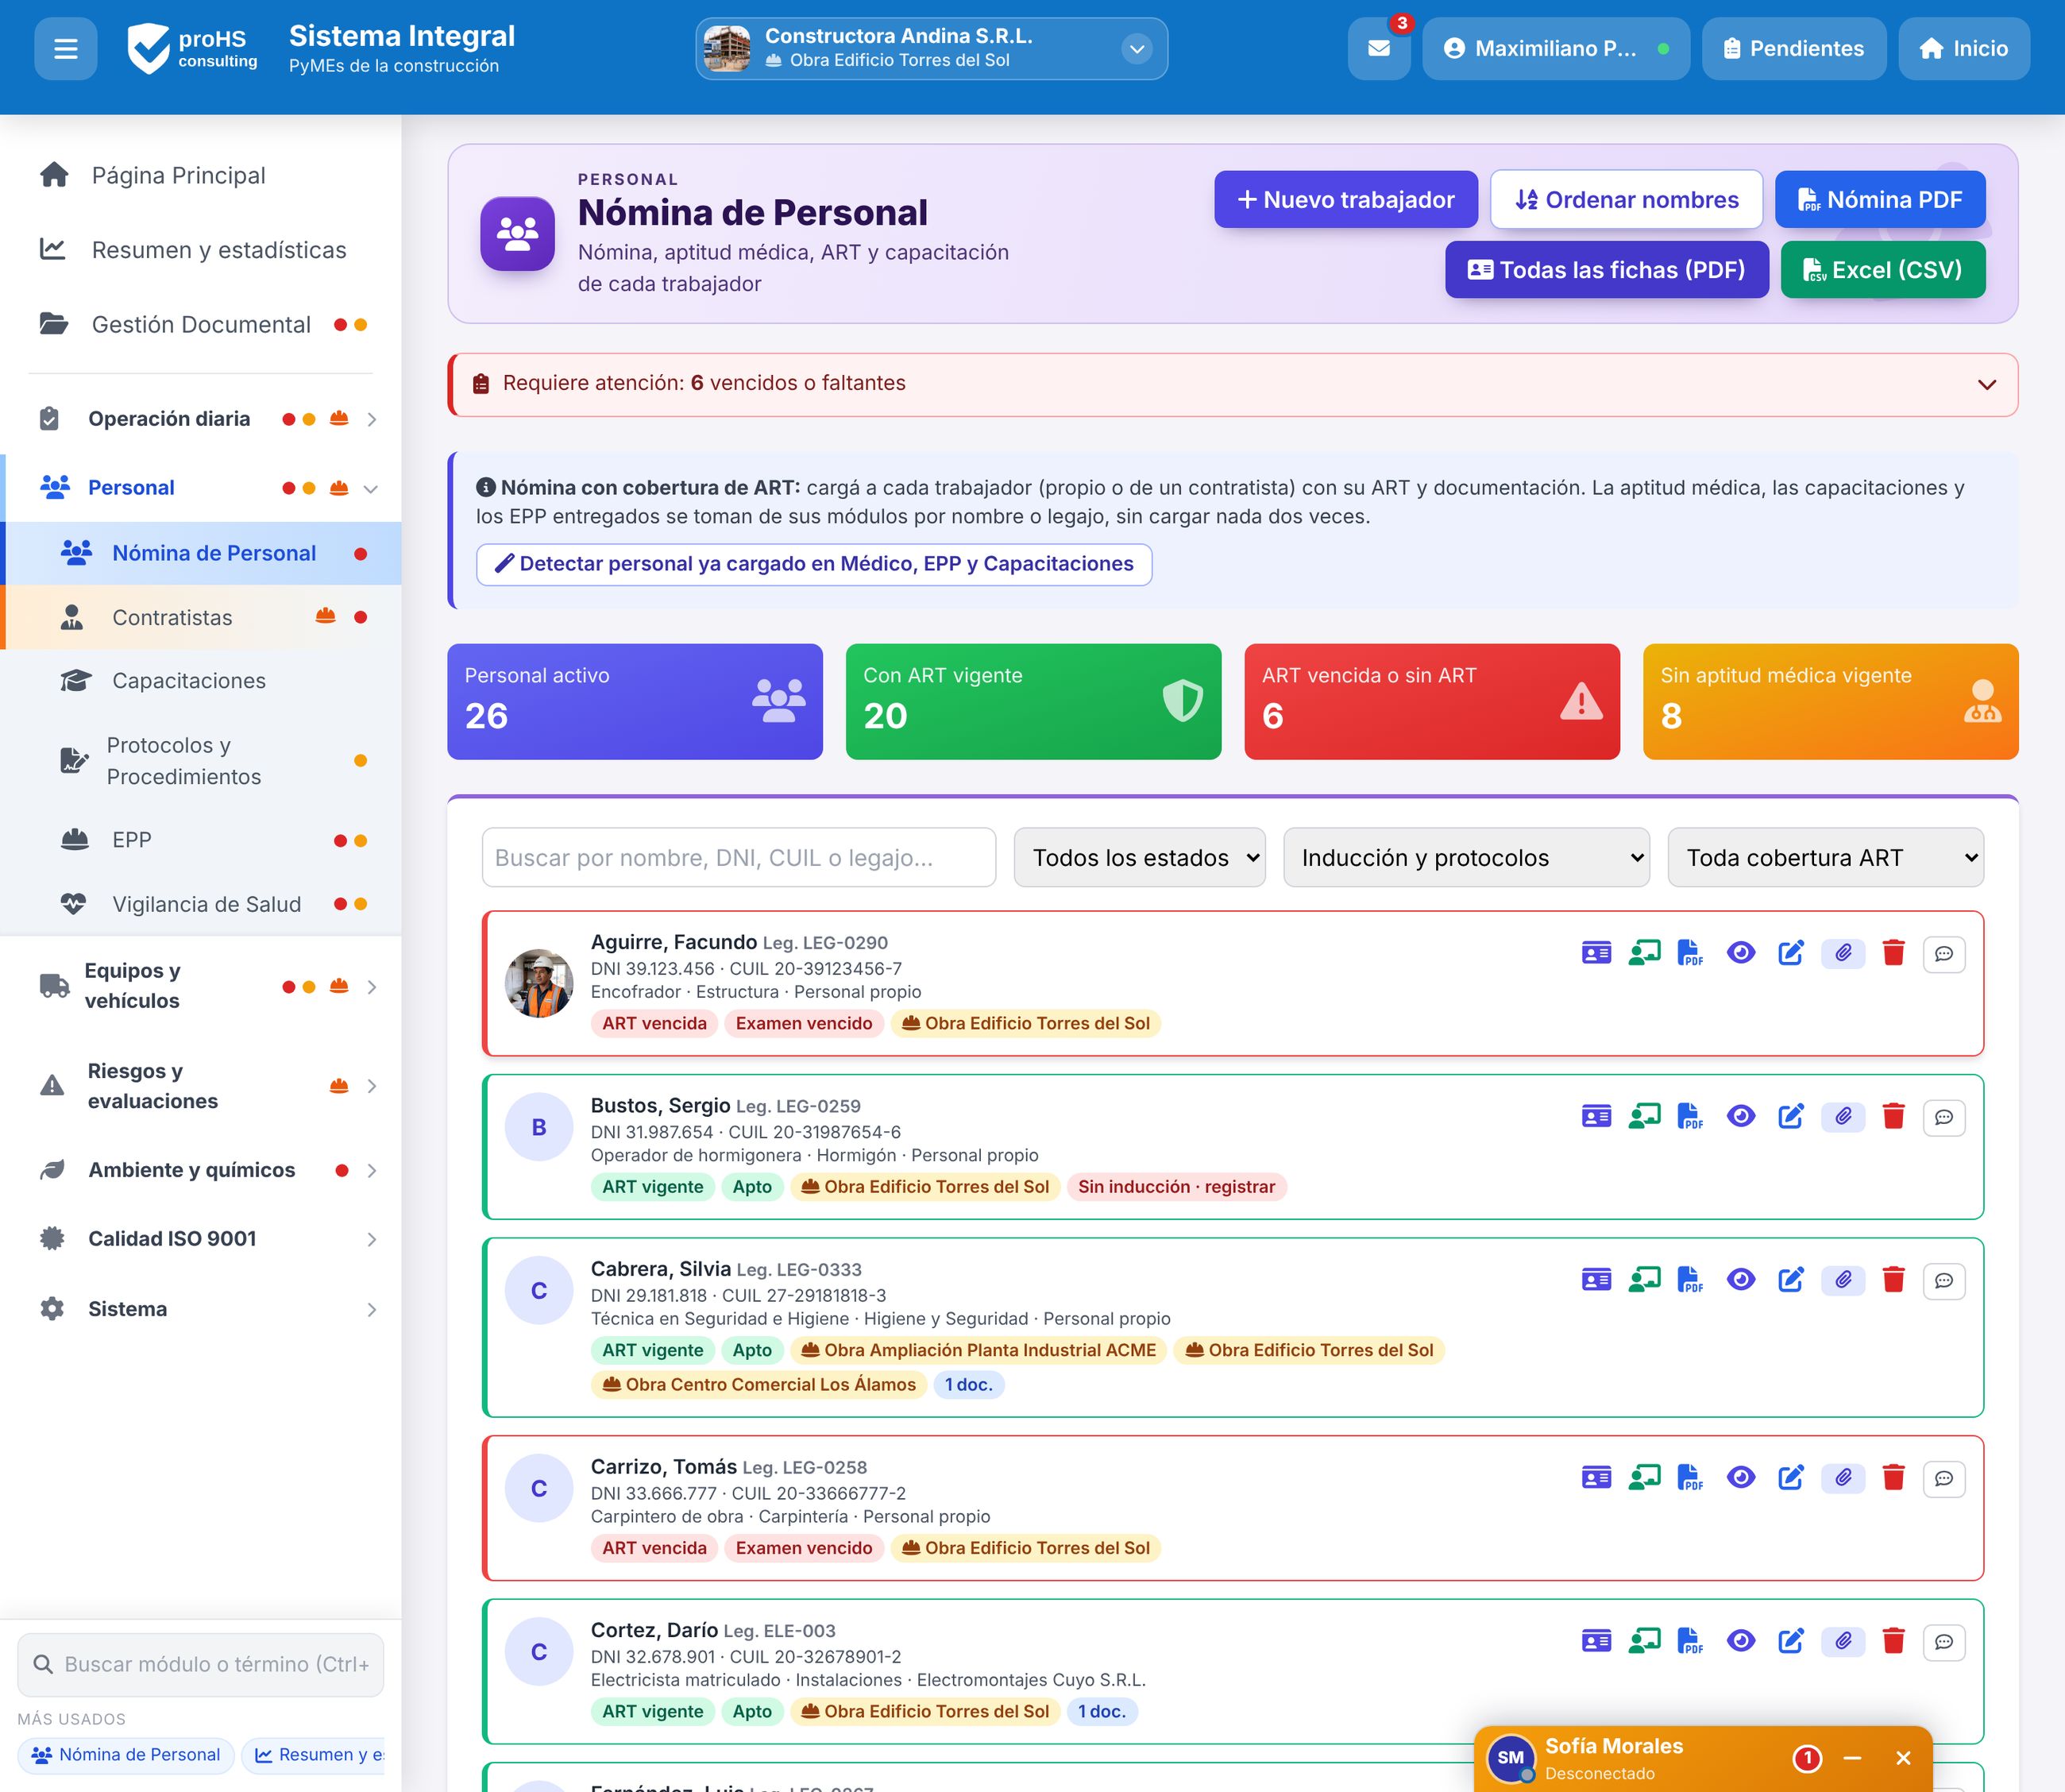 proHS
consulting
Sistema Integral
PyMEs de la construcción
Constructora Andina S.R.L.
Obra Edificio Torres del Sol
3
Maximiliano P...
Pendientes
Inicio
Página Principal
Resumen y estadísticas
Gestión Documental
Operación diaria
Personal
Nómina de Personal
Contratistas
Capacitaciones
Protocolos y
Procedimientos
EPP
Vigilancia de Salud
Equipos y
vehículos
Riesgos y
evaluaciones
Ambiente y químicos
Calidad ISO 9001
Sistema
Buscar módulo o término (Ctrl+
MÁS USADOS
Nómina de Personal
Resumen y e
PERSONAL
Nómina de Personal
Nómina, aptitud médica, ART y capacitación
de cada trabajador
+ Nuevo trabajador
Ordenar nombres
PDF Nómina PDF
Todas las fichas (PDF)
CSV Excel (CSV)
Requiere atención: 6 vencidos o faltantes
Nómina con cobertura de ART: cargá a cada trabajador (propio o de un contratista) con su ART y documentación. La aptitud médica, las capacitaciones y
los EPP entregados se toman de sus módulos por nombre o legajo, sin cargar nada dos veces.
Detectar personal ya cargado en Médico, EPP y Capacitaciones
Personal activo
26
Con ART vigente
20
ART vencida o sin ART
6
Sin aptitud médica vigente
8
Buscar por nombre, DNI, CUIL o legajo...
Todos los estados
Inducción y protocolos
Toda cobertura ART
Aguirre, Facundo Leg. LEG-0290
DNI 39.123.456 · CUIL 20-39123456-7
Encofrador · Estructura · Personal propio
ART vencida Examen vencido Obra Edificio Torres del Sol
PDF
B
Bustos, Sergio Leg. LEG-0259
DNI 31.987.654 · CUIL 20-31987654-6
Operador de hormigonera · Hormigón · Personal propio
ART vigente Apto Obra Edificio Torres del Sol Sin inducción · registrar
PDF
C
Cabrera, Silvia Leg. LEG-0333
DNI 29.181.818 · CUIL 27-29181818-3
Técnica en Seguridad e Higiene · Higiene y Seguridad · Personal propio
ART vigente Apto Obra Ampliación Planta Industrial ACME Obra Edificio Torres del Sol
Obra Centro Comercial Los Álamos 1 doc.
PDF
C
Carrizo, Tomás Leg. LEG-0258
DNI 33.666.777 · CUIL 20-33666777-2
Carpintero de obra · Carpintería · Personal propio
ART vencida Examen vencido Obra Edificio Torres del Sol
PDF
C
Cortez, Darío Leg. ELE-003
DNI 32.678.901 · CUIL 20-32678901-2
Electricista matriculado · Instalaciones · Electromontajes Cuyo S.R.L.
ART vigente Apto Obra Edificio Torres del Sol 1 doc.
PDF
SM
Sofía Morales
Desconectado
1